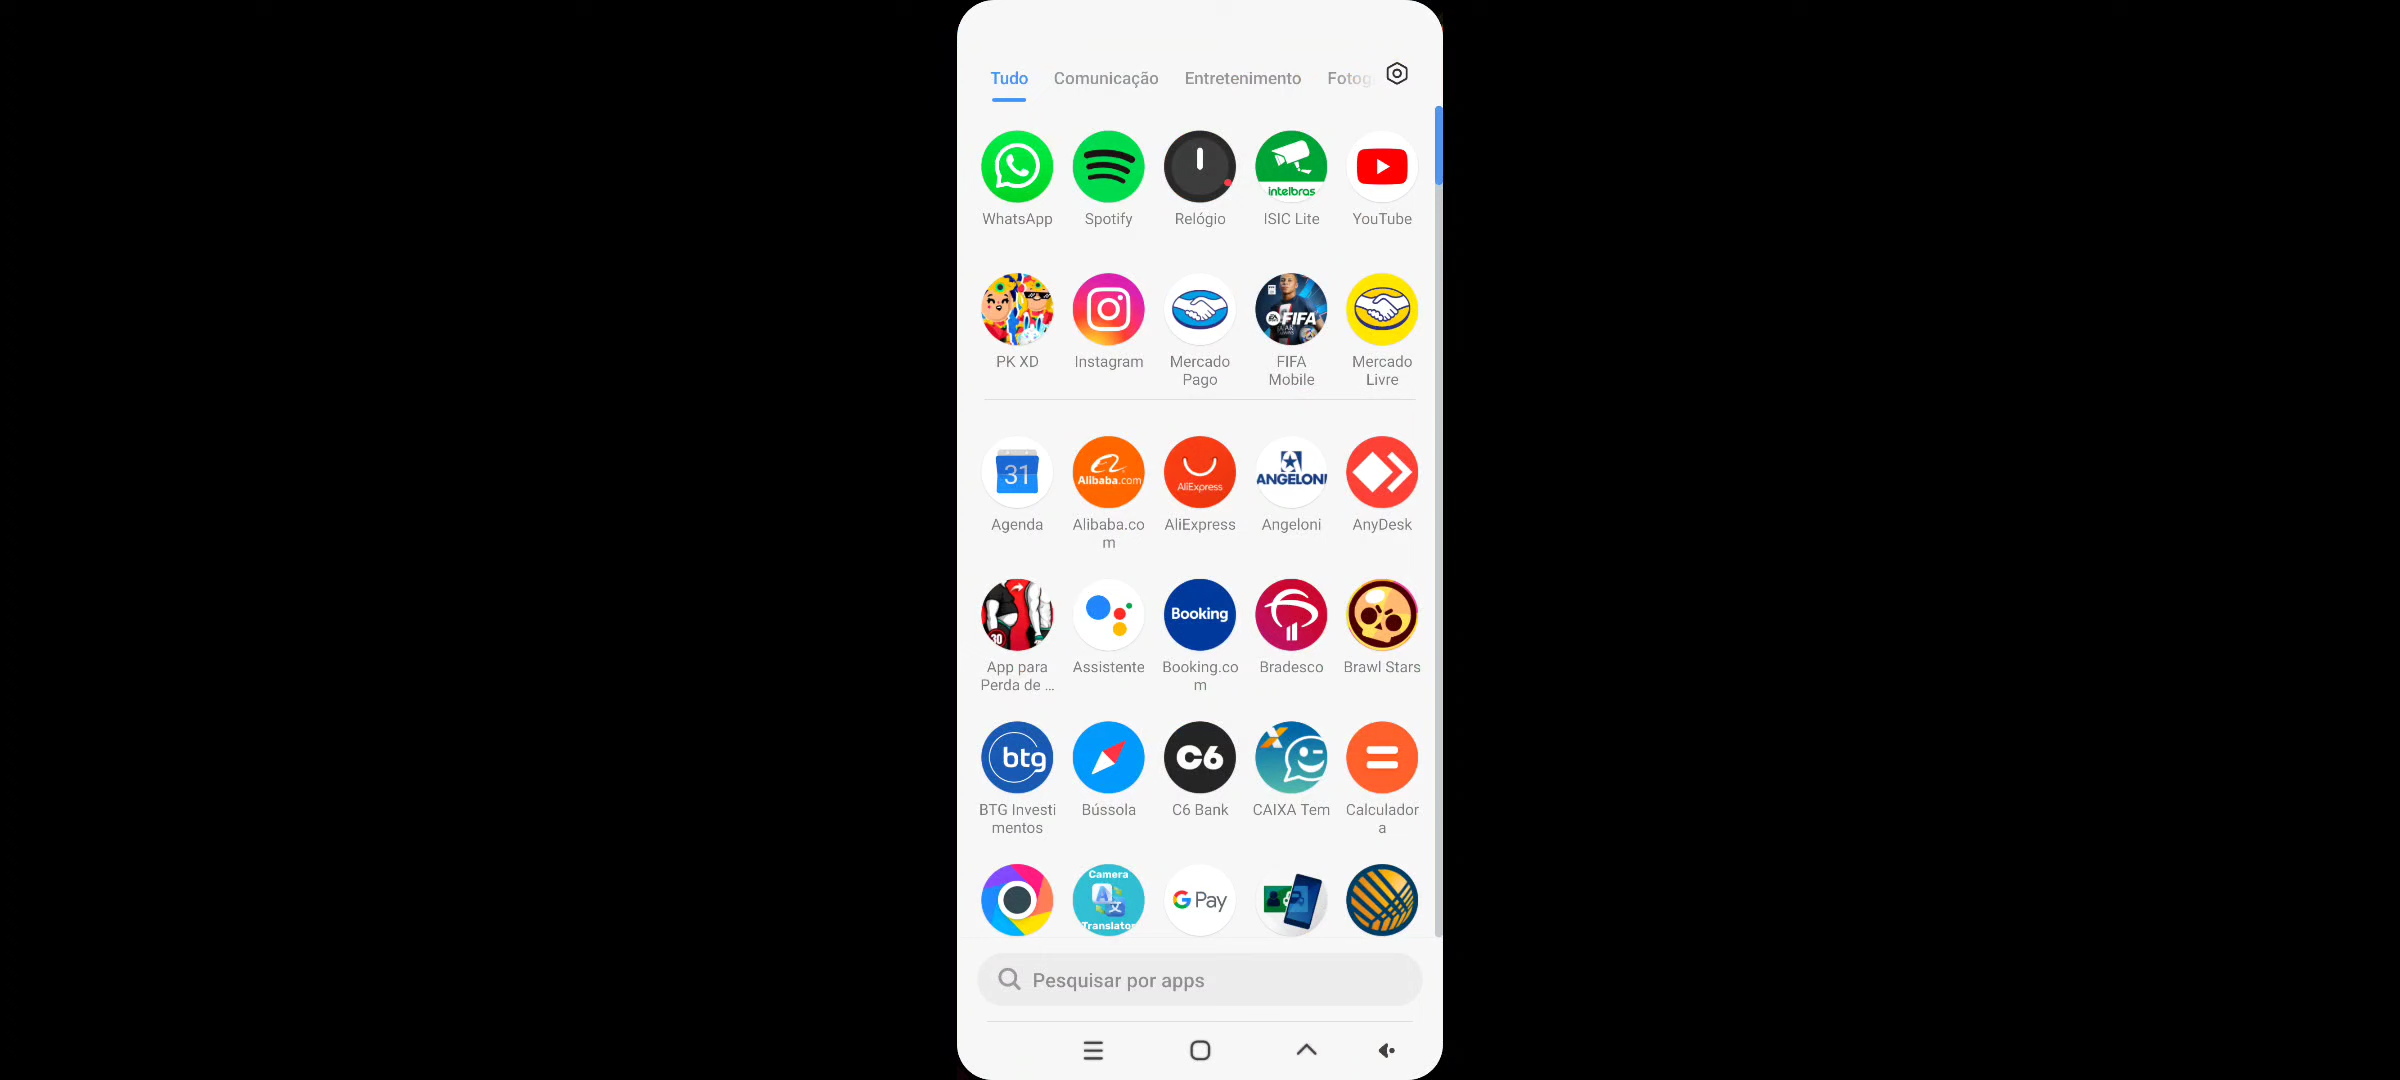 Tudo Comunicação Entretenimento Fotog
intelbras
WhatsApp Spotify Relógio ISIC Lite YouTube
FIFA
PK XD Instagram Mercado Pago FIFA Mobile Mercado Livre
31 Alibaba.com AliExpress ANGELONI
Agenda Alibaba.co
m AliExpress Angeloni AnyDesk
30 Booking
App para
Perda de ... Assistente Booking.co
m Bradesco Brawl Stars
btg C6 X
BTG Investi
mentos Bússola C6 Bank CAIXA Tem Calculador
a
Camera
A 文
Translator
G Pay
Pesquisar por apps